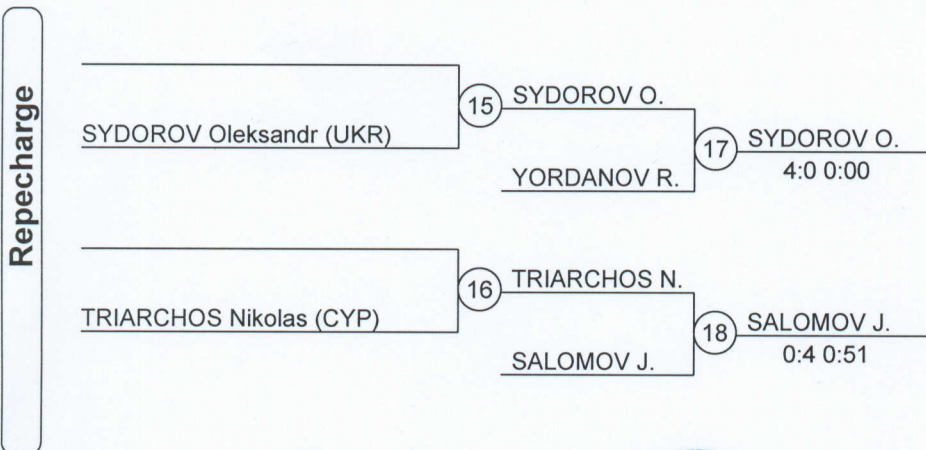 Repecharge
SYDOROV Oleksandr (UKR)
15
SYDOROV O.
YORDANOV R.
17
SYDOROV O.
4:0 0:00
TRIARCHOS Nikolas (CYP)
16
TRIARCHOS N.
SALOMOV J.
18
SALOMOV J.
0:4 0:51